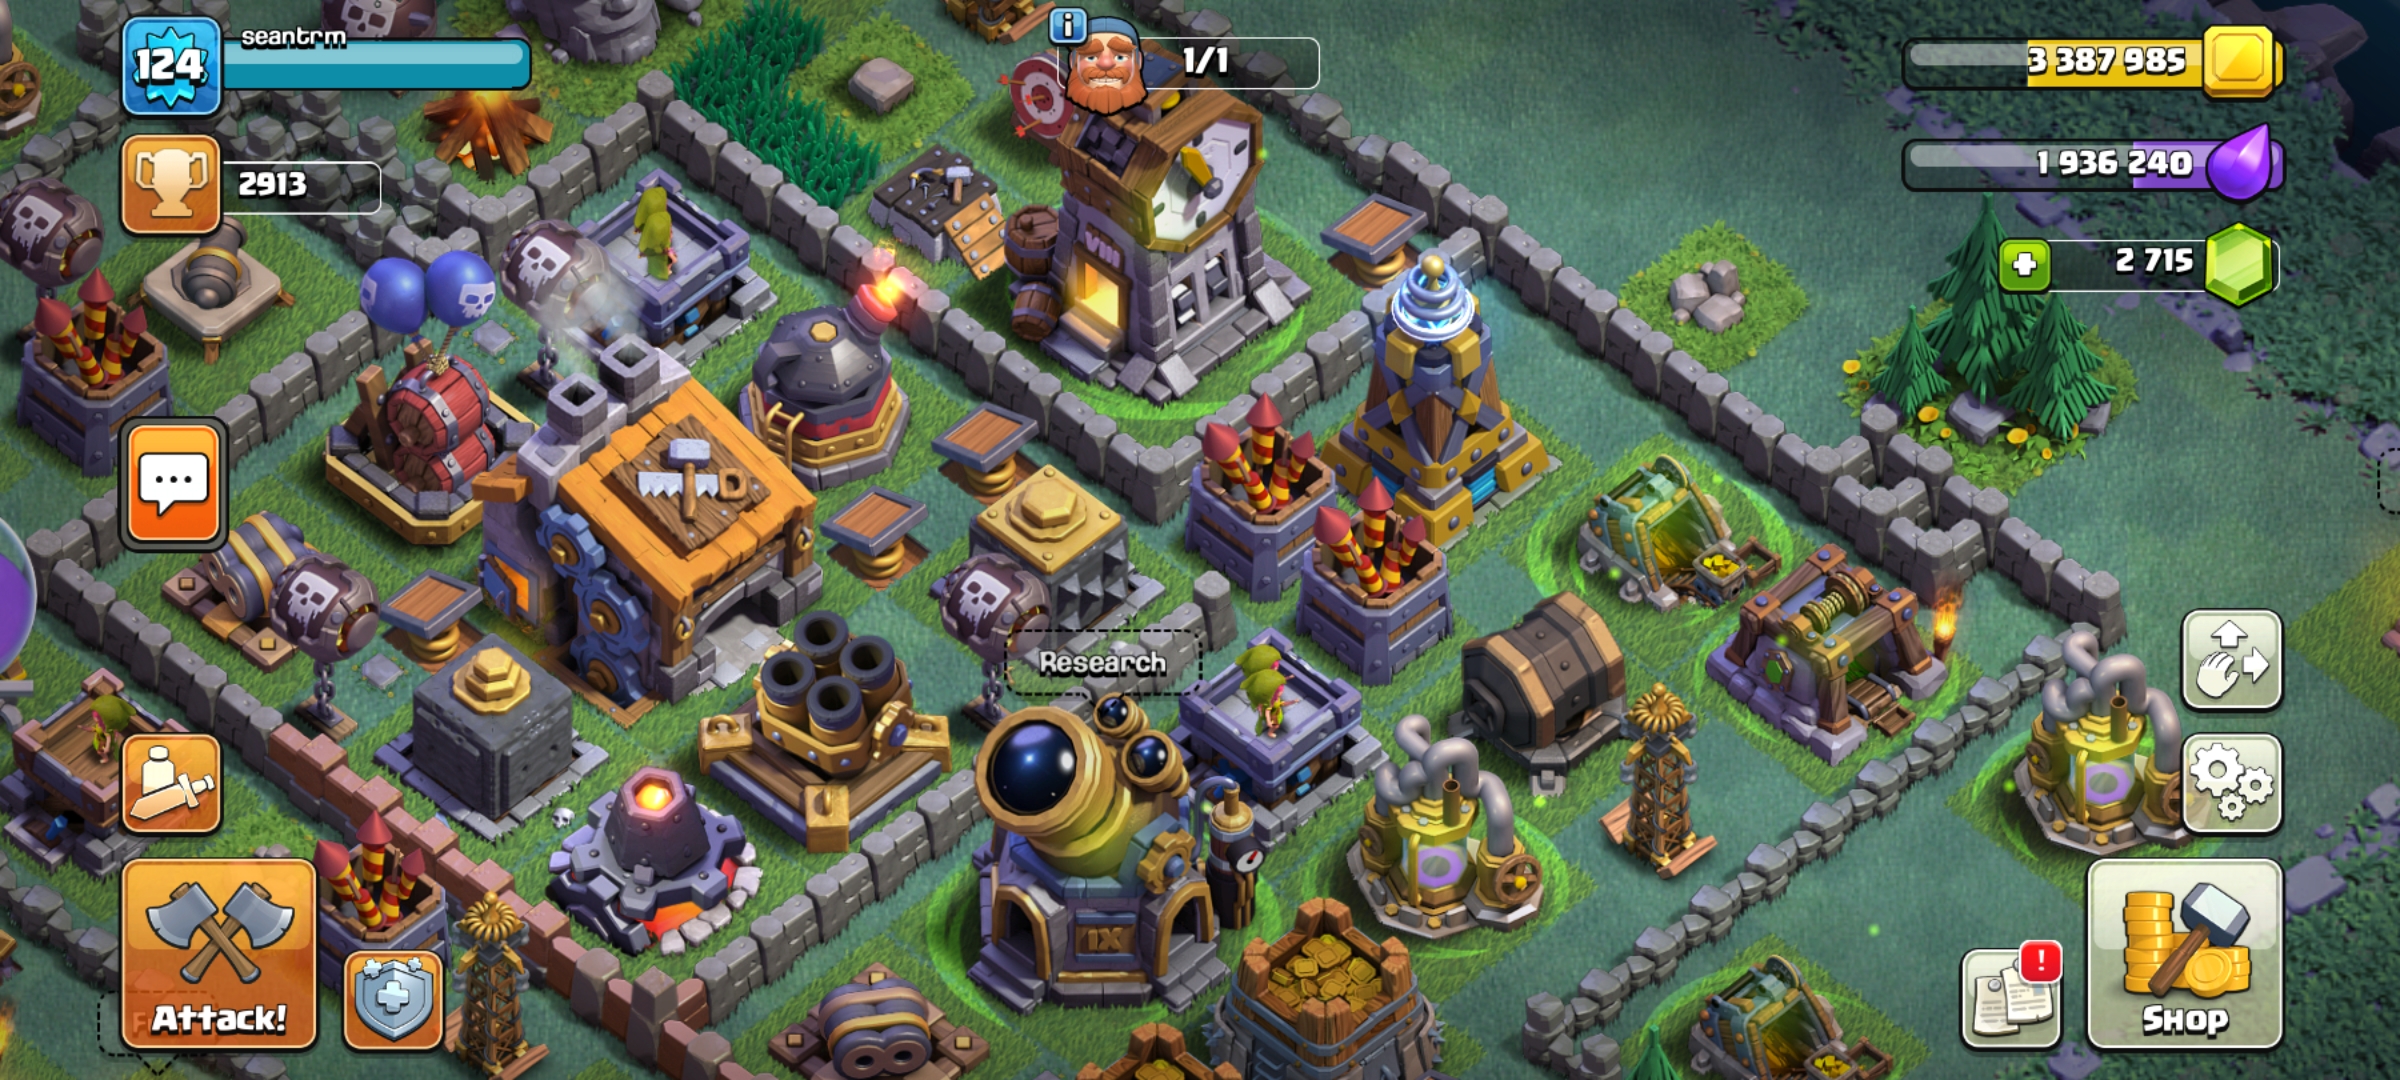 124
seantrm
1/1
3 387 985
2913
1 936 240
2 715
VIII
Research
IX
Attack!
!
Shop